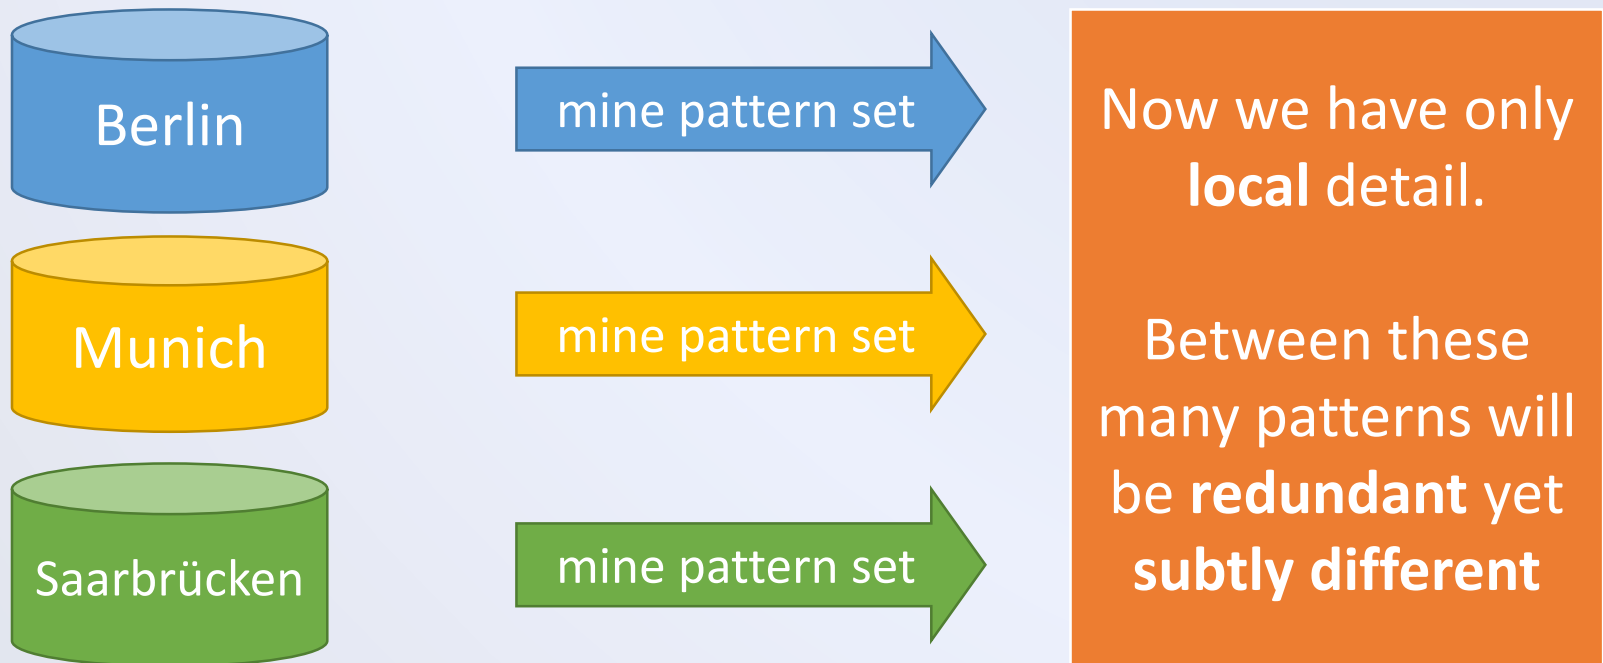 Berlin
mine pattern set
Munich
mine pattern set
Saarbrücken
mine pattern set
Now we have only
local detail.
Between these
many patterns will
be redundant yet
subtly different